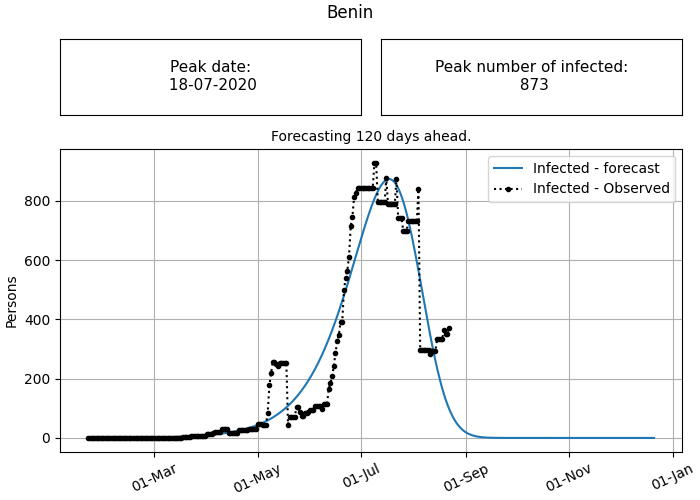 Benin
Peak date:
18-07-2020
Peak number of infected:
873
Forecasting 120 days ahead.
Infected - forecast
Infected - Observed
Persons
800
600
400
200
0
01-Mar
01-May
01-Jul
01-Sep
01-Nov
01-Jan